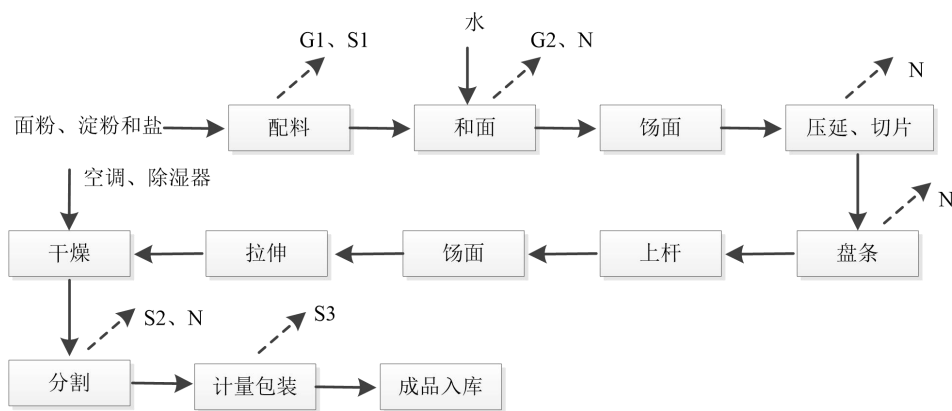 水
G1、S1
G2、N
N
面粉、淀粉和盐
配料
和面
饧面
压延、切片
空调、除湿器
N
干燥
拉伸
饧面
上杆
盘条
S2、N
S3
分割
计量包装
成品入库